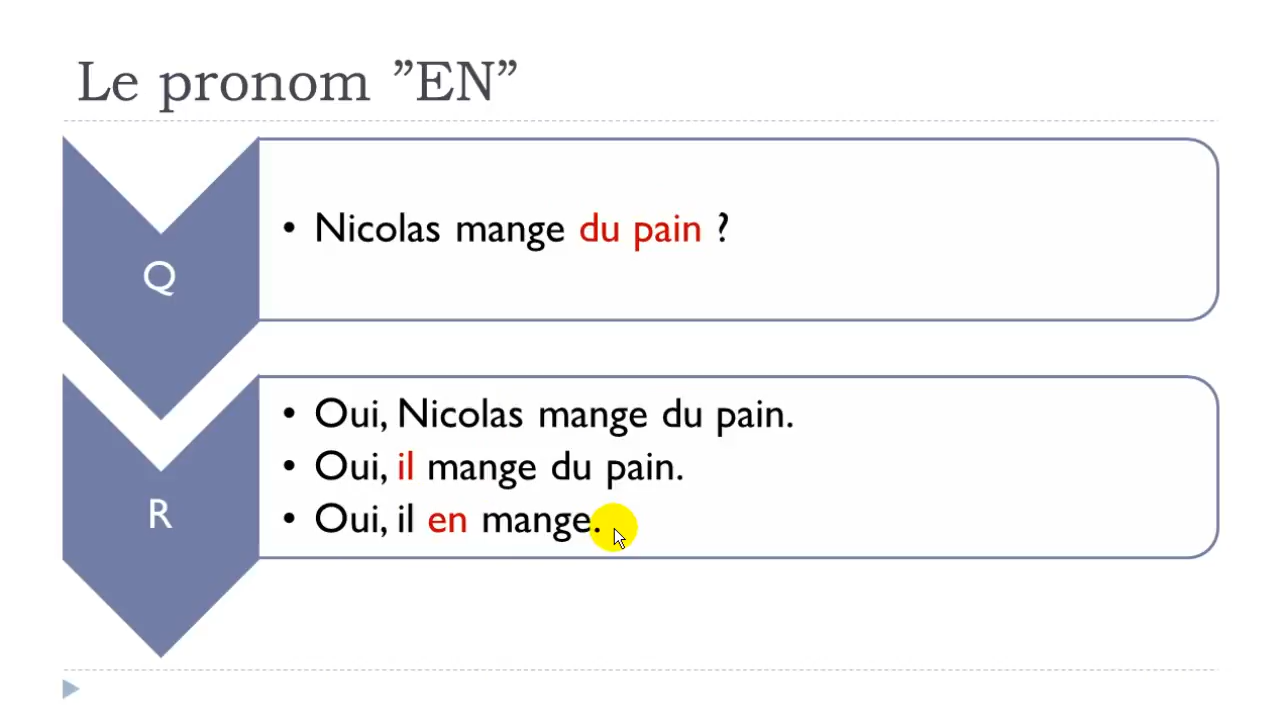 Le pronom ”EN”
Q
• Nicolas mange du pain ?
R
• Oui, Nicolas mange du pain.
• Oui, il mange du pain.
• Oui, il en mange.